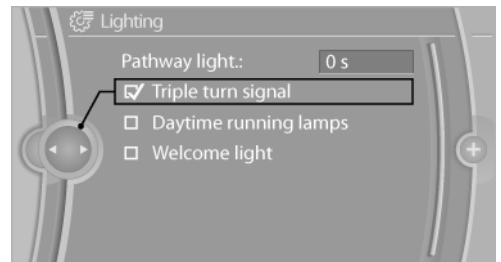 Lighting
Pathway light.: 0 s
Triple turn signal
Daytime running lamps
Welcome light